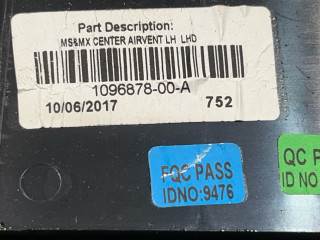 Part Description:
MS&MX CENTER AIRVENT LH LHD
1096878-00-A
10/06/2017 752
FQC PASS
IDNO:9476
QC P
ID NO